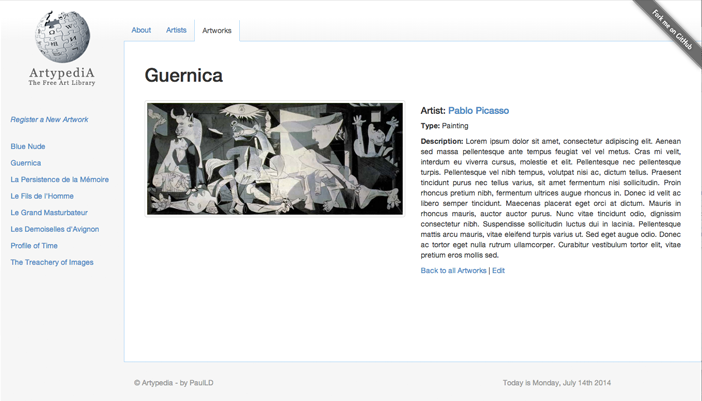 Fork me on GitHub
ArtypediA
The Free Art Library
About Artists Artworks
Register a New Artwork
Blue Nude
Guernica
La Persistence de la Mémoire
Le Fils de l'Homme
Le Grand Masturbateur
Les Demoiselles d'Avignon
Profile of Time
The Treachery of Images
Guernica
Artist: Pablo Picasso
Type: Painting
Description: Lorem ipsum dolor sit amet, consectetur adipiscing elit. Aenean
sed massa pellentesque ante tempus feugiat vel vel metus. Cras mi velit,
interdum eu viverra cursus, molestie et elit. Pellentesque nec pellentesque
turpis. Pellentesque vel nibh tempus, volutpat nisi ac, dictum tellus. Praesent
tincidunt purus nec tellus varius, sit amet fermentum nisi sollicitudin. Proin
rhoncus pretium nibh, fermentum ultrices augue rhoncus in. Donec id velit ac
libero semper tincidunt. Maecenas placerat eget orci at dictum. Mauris in
rhoncus mauris, auctor auctor purus. Nunc vitae tincidunt odio, dignissim
consectetur nibh. Suspendisse sollicitudin luctus dui in lacinia. Pellentesque
mattis arcu mauris, vitae eleifend turpis varius ut. Sed eget augue odio. Donec
ac tortor eget nulla rutrum ullamcorper. Curabitur vestibulum tortor elit, vitae
pretium eros mollis sed.
Back to all Artworks | Edit
© Artypedia - by PaulLD
Today is Monday, July 14th 2014